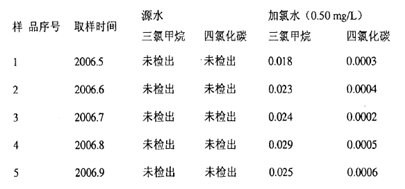 源水 加氯水（0.50 mg/L）
样 品序号 取样时间
三氯甲烷 四氯化碳 三氯甲烷 四氯化碳
1 2006.5 未检出 未检出 0.018 0.0003
2 2006.6 未检出 未检出 0.023 0.0004
3 2006.7 未检出 未检出 0.024 0.0002
4 2006.8 未检出 未检出 0.029 0.0005
5 2006.9 未检出 未检出 0.025 0.0006